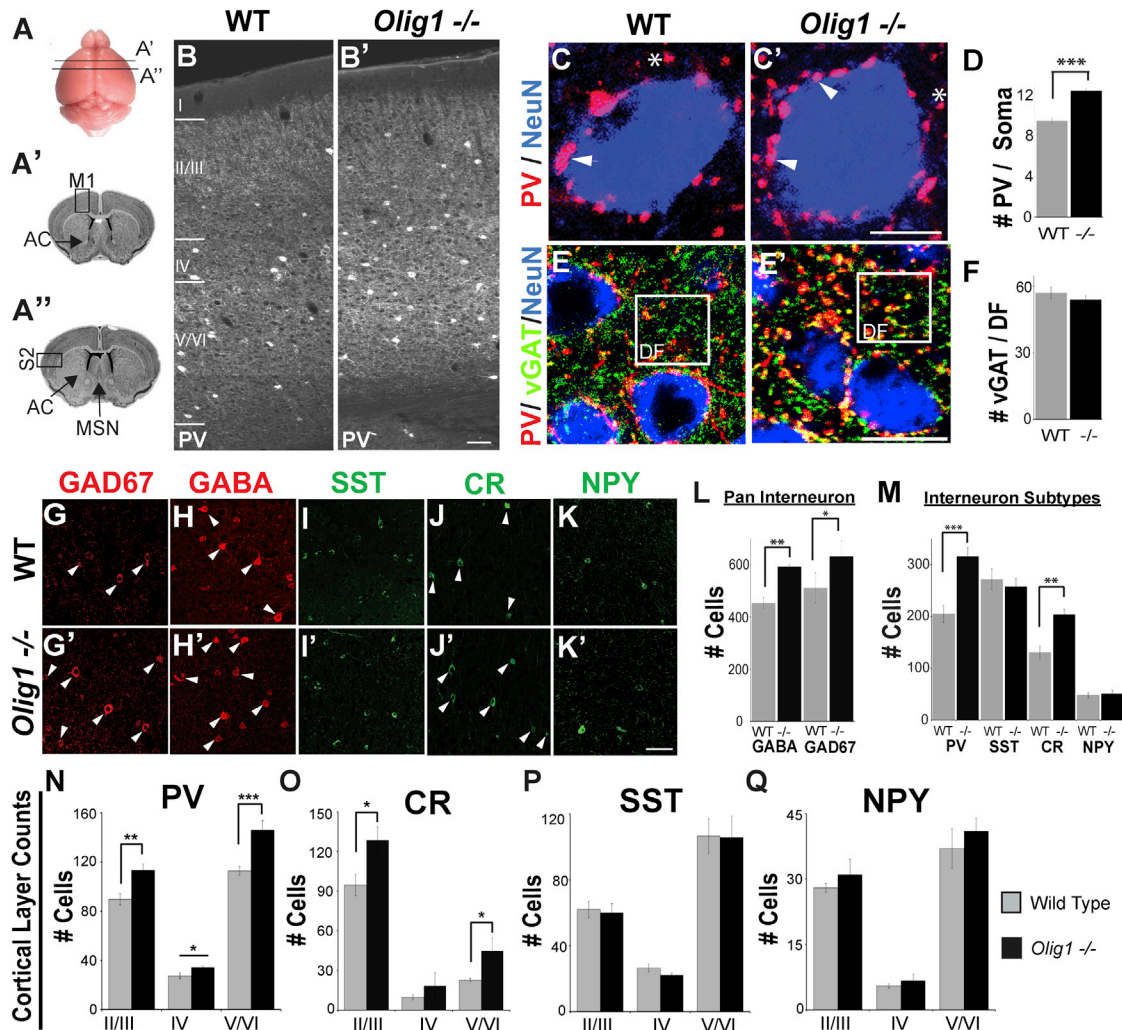 WT
Olig1 -/-
WT
Olig1 -/-
A
A'
A''
B
B'
I
II/III
IV
V/VI
PV
PV
A'
M1
AC
A''
S2
AC
MSN
PV / NeuN
C
*
C'
*
D
***
# PV / Soma
12
8
4
0
WT -/-
PV/ vGAT/NeuN
E
DF
E'
DF
F
# vGAT / DF
60
30
0
WT -/-
GAD67
GABA
SST
CR
NPY
WT
G
H
I
J
K
Olig1 -/-
G'
H'
I'
J'
K'
L
Pan Interneuron
# Cells
600
400
200
0
**
*
WT -/- WT -/-
GABA GAD67
M
Interneuron Subtypes
# Cells
300
200
100
0
***
**
WT -/- WT -/- WT -/- WT -/-
PV SST CR NPY
Cortical Layer Counts
N
PV
# Cells
160
120
80
40
0
**
*
***
II/III IV V/VI
O
CR
# Cells
150
120
90
60
30
0
*
*
II/III IV V/VI
P
SST
# Cells
120
80
40
0
II/III IV V/VI
Q
NPY
# Cells
45
30
15
0
II/III IV V/VI
Wild Type
Olig1 -/-